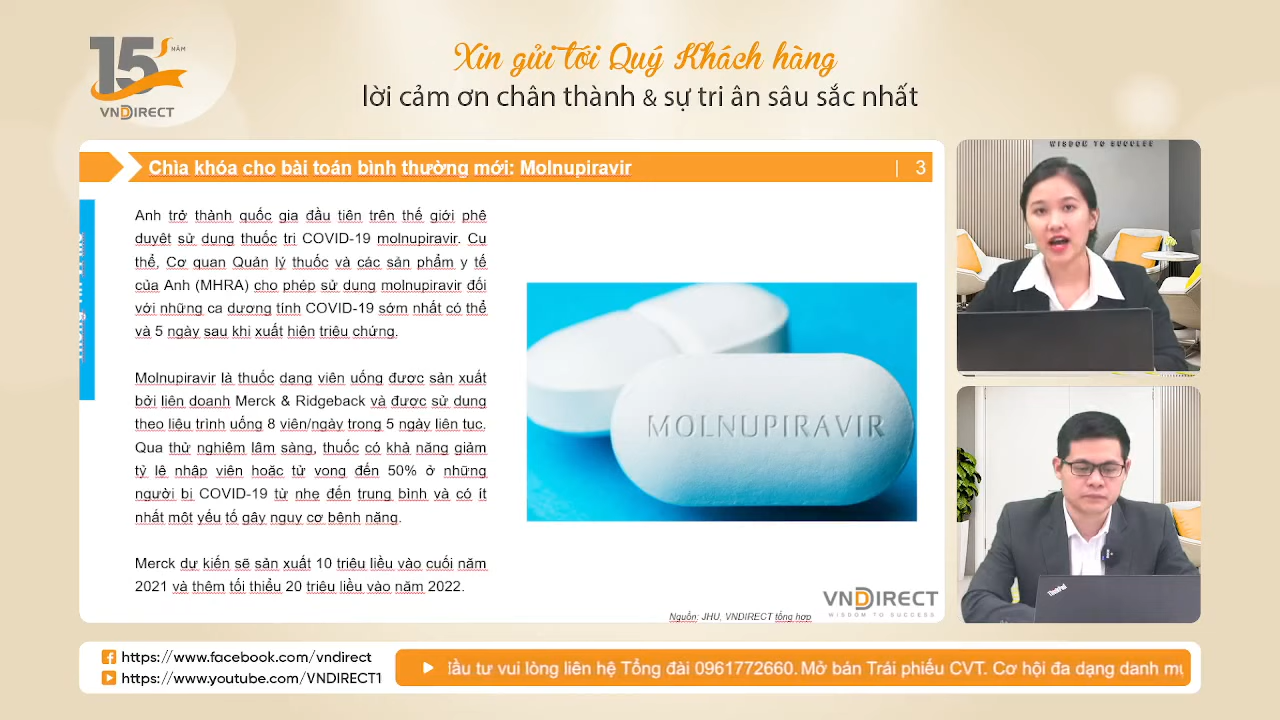 15 NĂM
VNDIRECT
Xin gửi tới Quý Khách hàng
lời cảm ơn chân thành & sự tri ân sâu sắc nhất
WISDOM TO SUCCESS
Chìa khóa cho bài toán bình thường mới: Molnupiravir | 3
Anh trở thành quốc gia đầu tiên trên thế giới phê
duyệt sử dụng thuốc trị COVID-19 molnupiravir. Cụ
thể, Cơ quan Quản lý thuốc và các sản phẩm y tế
của Anh (MHRA) cho phép sử dụng molnupiravir đối
với những ca dương tính COVID-19 sớm nhất có thể
và 5 ngày sau khi xuất hiện triệu chứng.
Molnupiravir là thuốc dạng viên uống được sản xuất
bởi liên doanh Merck & Ridgeback và được sử dụng
theo liệu trình uống 8 viên/ngày trong 5 ngày liên tục.
Qua thử nghiệm lâm sàng, thuốc có khả năng giảm
tỷ lệ nhập viện hoặc tử vong đến 50% ở những
người bị COVID-19 từ nhẹ đến trung bình và có ít
nhất một yếu tố gây nguy cơ bệnh nặng.
Merck dự kiến sẽ sản xuất 10 triệu liều vào cuối năm
2021 và thêm tối thiểu 20 triệu liều vào năm 2022.
MOLNUPIRAVIR
VNDIRECT
WISDOM TO SUCCESS
Nguồn: JHU, VNDIRECT tổng hợp
ThinkPad
https://www.facebook.com/vndirect
https://www.youtube.com/VNDIRECT1
đầu tư vui lòng liên hệ Tổng đài 0961772660. Mở bán Trái phiếu CVT. Cơ hội đa dạng danh